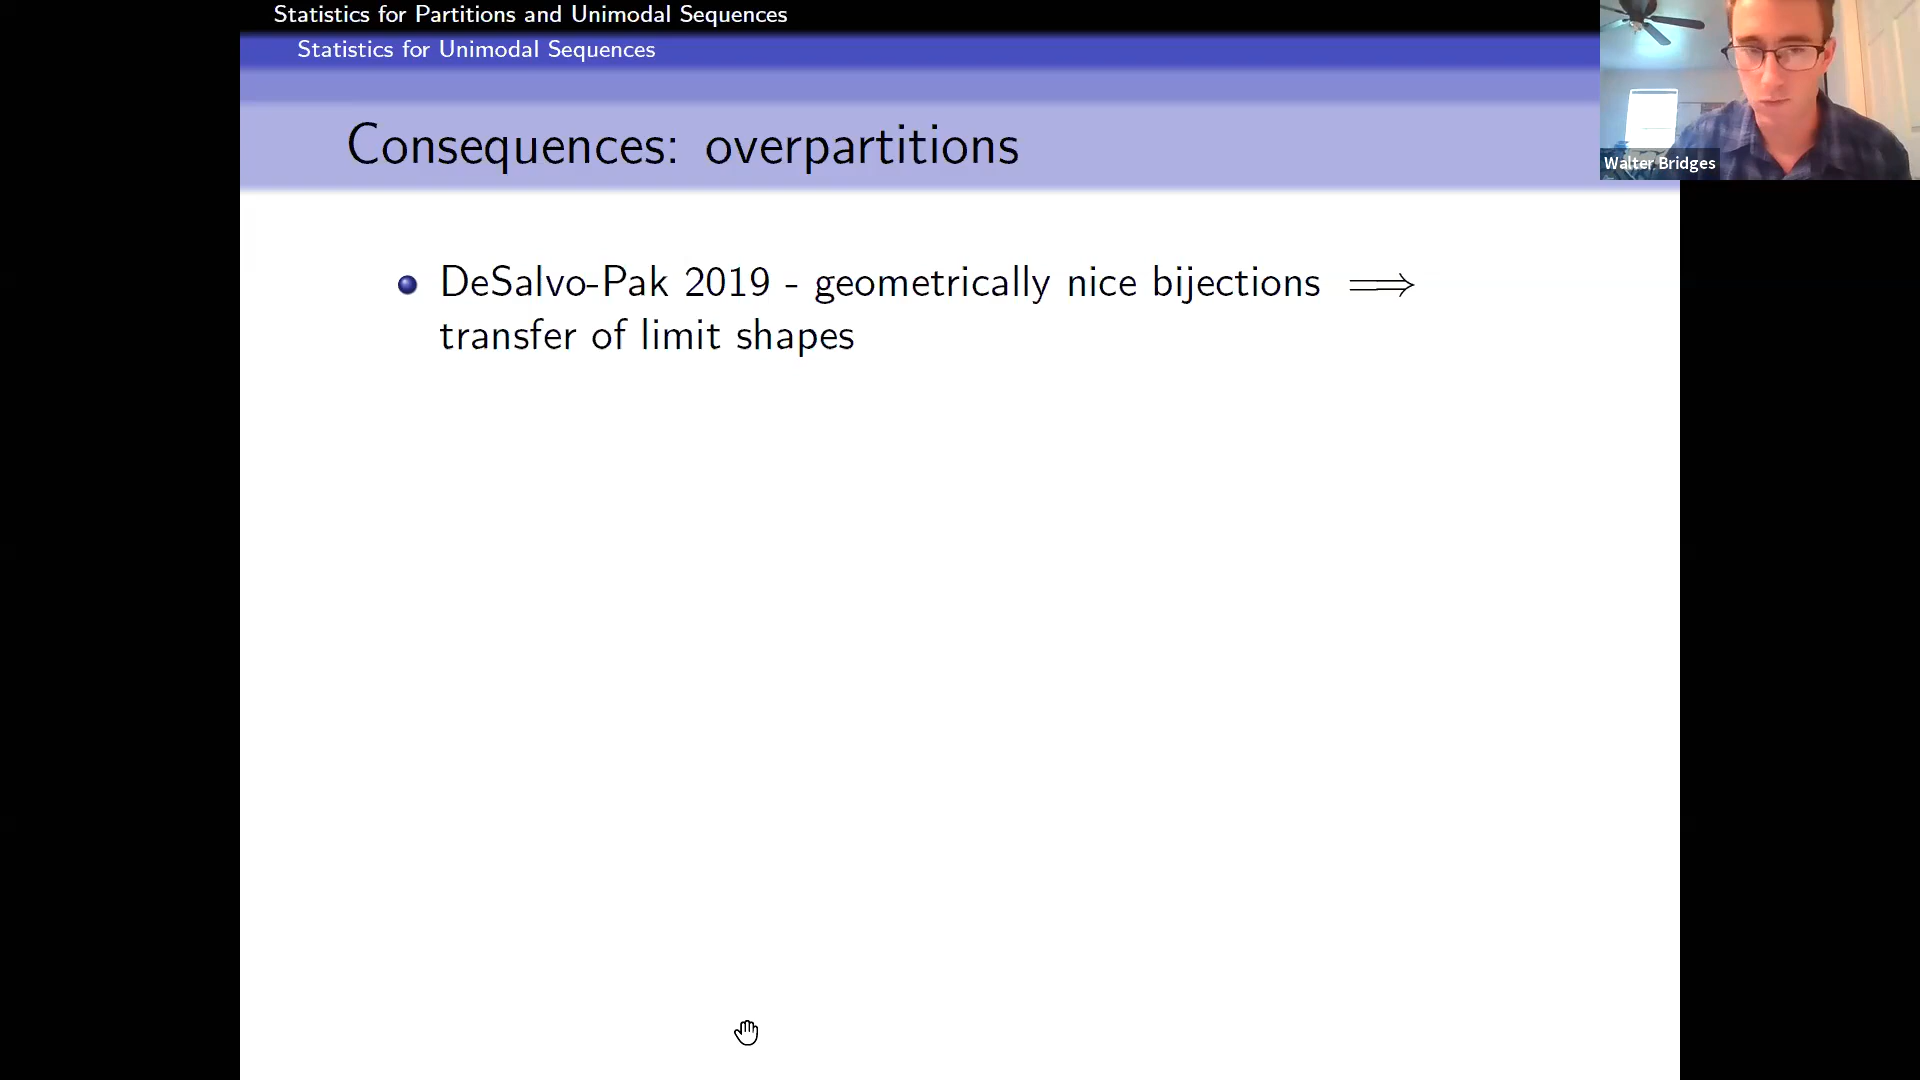 Statistics for Partitions and Unimodal Sequences
Statistics for Unimodal Sequences
Consequences: overpartitions
DeSalvo-Pak 2019 - geometrically nice bijections ⟹
transfer of limit shapes
Walter Bridges